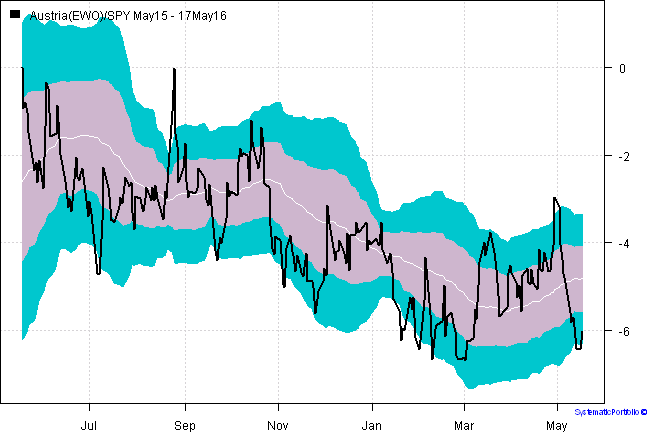 Austria(EWO)/SPY May15 - 17May16
0
-2
-4
-6
Jul Sep Nov Jan Mar May
SystematicPortfolio ©